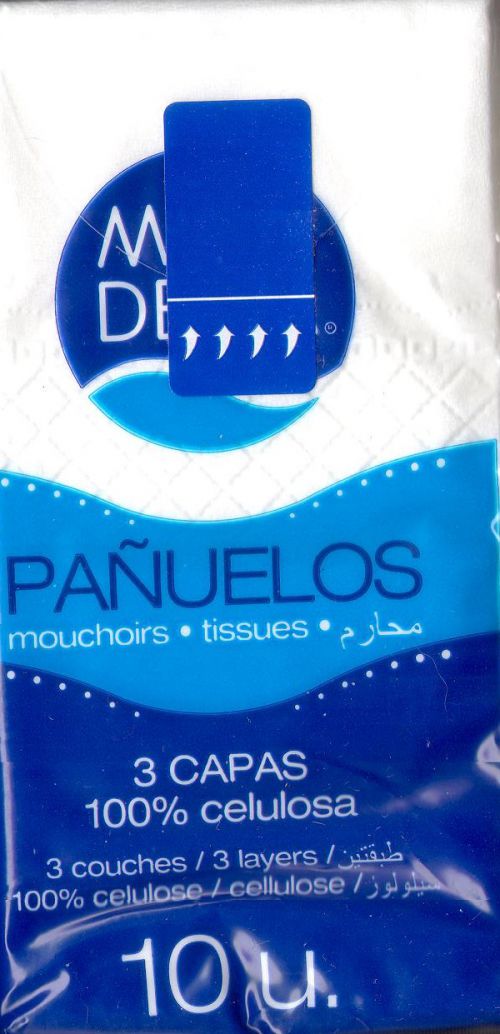 PAÑUELOS
mouchoirs • tissues • محارم
3 CAPAS
100% celulosa
3 couches / 3 layers / طبقتين
100% celulose / cellulose / سيلولوز
10 u.